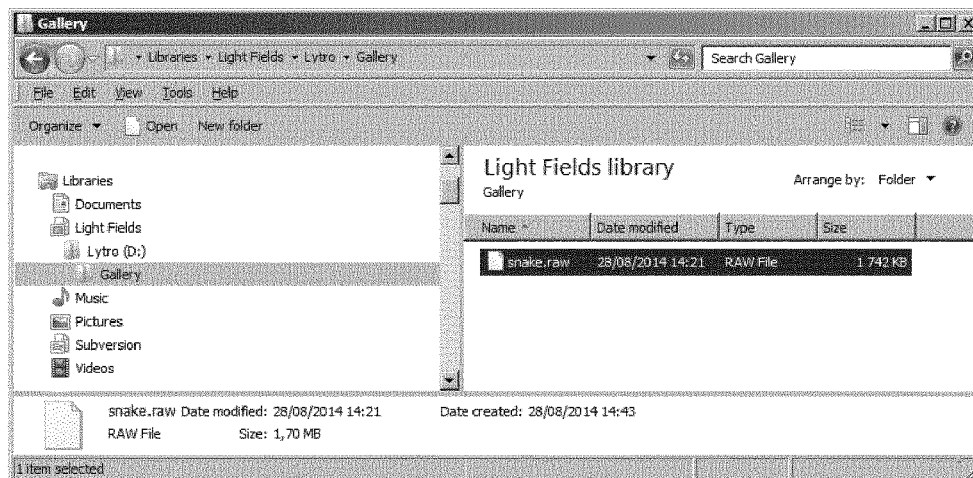 Gallery
Libraries Light Fields Lytro Gallery
Search Gallery
File Edit View Tools Help
Organize Open New folder
Libraries
Documents
Light Fields
Lytro (D:)
Gallery
Music
Pictures
Subversion
Videos
Light Fields library
Gallery
Arrange by: Folder
Name Date modified Type Size
snake.raw 28/08/2014 14:21 RAW File 1 742 KB
snake.raw Date modified: 28/08/2014 14:21 Date created: 28/08/2014 14:43
RAW File Size: 1,70 MB
1 item selected